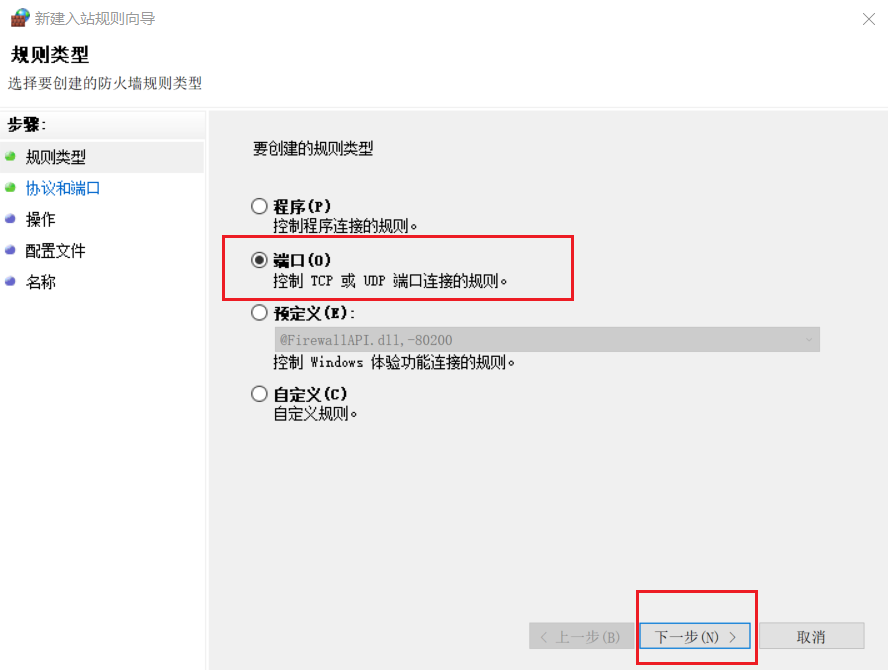 新建入站规则向导
规则类型
选择要创建的防火墙规则类型
步骤:
规则类型
协议和端口
操作
配置文件
名称
要创建的规则类型
程序(P)
控制程序连接的规则。
端口(O)
控制 TCP 或 UDP 端口连接的规则。
预定义(E):
@FirewallAPI.dll,-80200
控制 Windows 体验功能连接的规则。
自定义(C)
自定义规则。
< 上一步(B)
下一步(N) >
取消